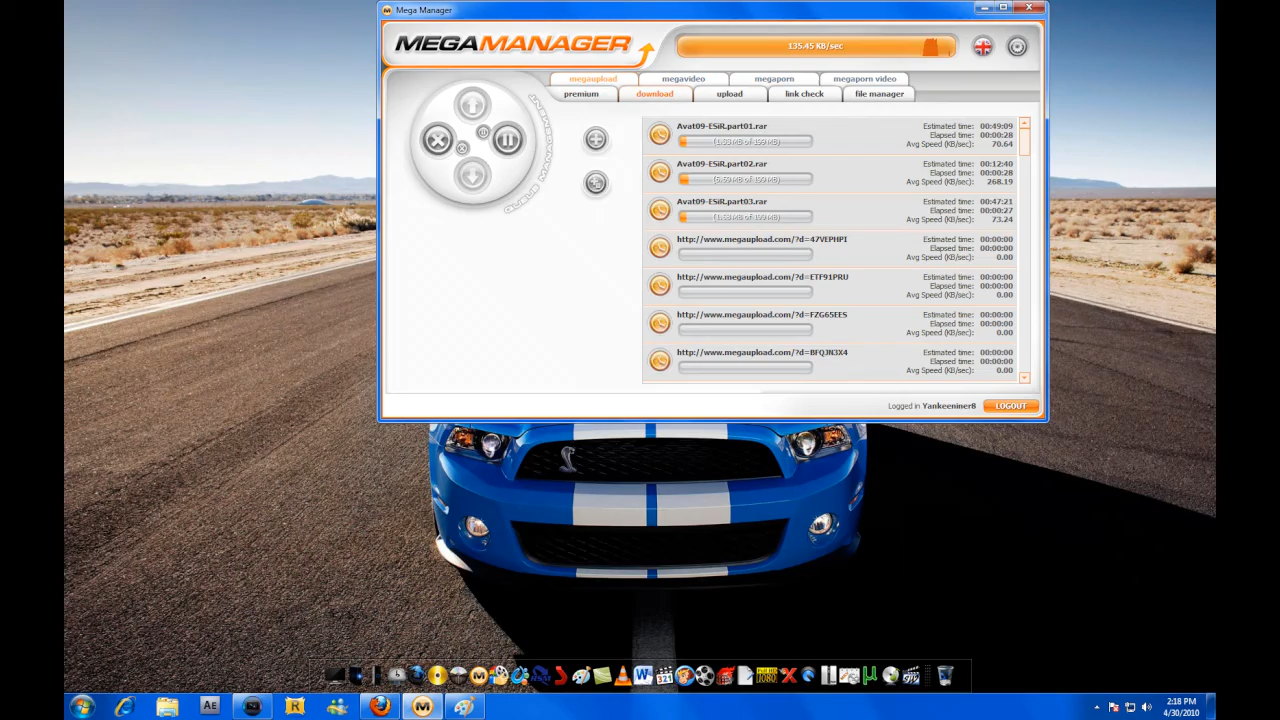 Mega Manager
MEGAMANAGER
135.45 KB/sec
megaupload megavideo megaporn megaporn video
premium download upload link check file manager
QUEUE MANAGEMENT
Avat09-ESiR.part01.rar
(1.33 MB of 199 MB)
Estimated time: 00:49:09
Elapsed time: 00:00:28
Avg Speed (KB/sec): 70.64
Avat09-ESiR.part02.rar
Estimated time: 00:12:40
Elapsed time: 00:00:28
Avg Speed (KB/sec): 268.19
Avat09-ESiR.part03.rar
Estimated time: 00:47:21
Elapsed time: 00:00:27
Avg Speed (KB/sec): 73.24
http://www.megaupload.com/?d=47VEPHPI
Estimated time: 00:00:00
Elapsed time: 00:00:00
Avg Speed (KB/sec): 0.00
http://www.megaupload.com/?d=ETF91PRU
Estimated time: 00:00:00
Elapsed time: 00:00:00
Avg Speed (KB/sec): 0.00
http://www.megaupload.com/?d=FZG65EES
Estimated time: 00:00:00
Elapsed time: 00:00:00
Avg Speed (KB/sec): 0.00
http://www.megaupload.com/?d=BFQJN3X4
Estimated time: 00:00:00
Elapsed time: 00:00:00
Avg Speed (KB/sec): 0.00
Logged in Yankeeniner8 LOGOUT
Ae
2:18 PM
4/30/2010